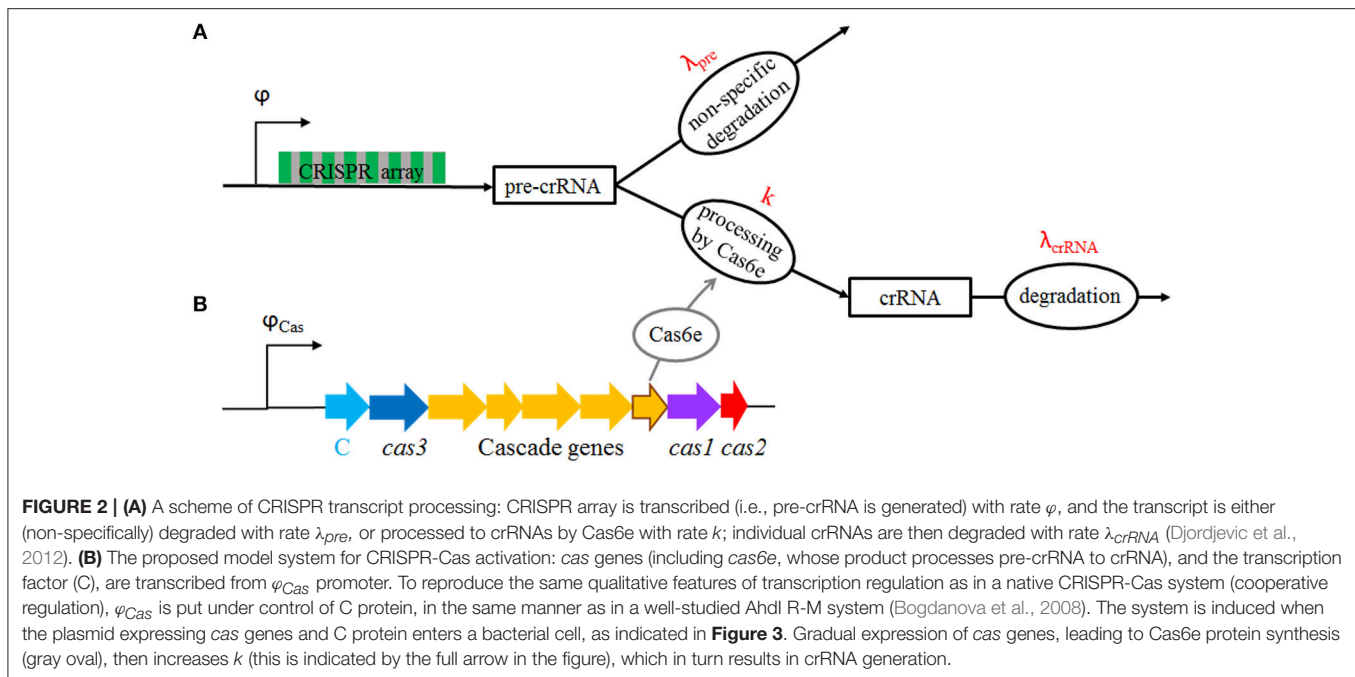 A
φ
CRISPR array
pre-crRNA
λpre
non-specific
degradation
k
processing
by Cas6e
crRNA
λcrRNA
degradation
B
φCas
Cas6e
C
cas3
Cascade genes
cas1
cas2
FIGURE 2 | (A) A scheme of CRISPR transcript processing: CRISPR array is transcribed (i.e., pre-crRNA is generated) with rate φ, and the transcript is either
(non-specifically) degraded with rate λpre, or processed to crRNAs by Cas6e with rate k; individual crRNAs are then degraded with rate λcrRNA (Djordjevic et al.,
2012). (B) The proposed model system for CRISPR-Cas activation: cas genes (including cas6e, whose product processes pre-crRNA to crRNA), and the transcription
factor (C), are transcribed from φCas promoter. To reproduce the same qualitative features of transcription regulation as in a native CRISPR-Cas system (cooperative
regulation), φCas is put under control of C protein, in the same manner as in a well-studied AhdI R-M system (Bogdanova et al., 2008). The system is induced when
the plasmid expressing cas genes and C protein enters a bacterial cell, as indicated in Figure 3. Gradual expression of cas genes, leading to Cas6e protein synthesis
(gray oval), then increases k (this is indicated by the full arrow in the figure), which in turn results in crRNA generation.